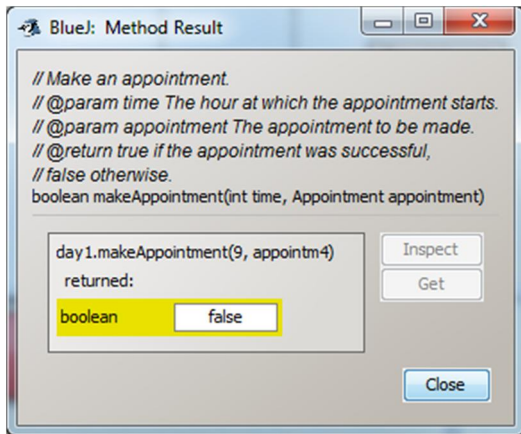 BlueJ: Method Result
// Make an appointment.
// @param time The hour at which the appointment starts.
// @param appointment The appointment to be made.
// @return true if the appointment was successful,
// false otherwise.
boolean makeAppointment(int time, Appointment appointment)
day1.makeAppointment(9, appointm4)
returned:
boolean false
Inspect
Get
Close